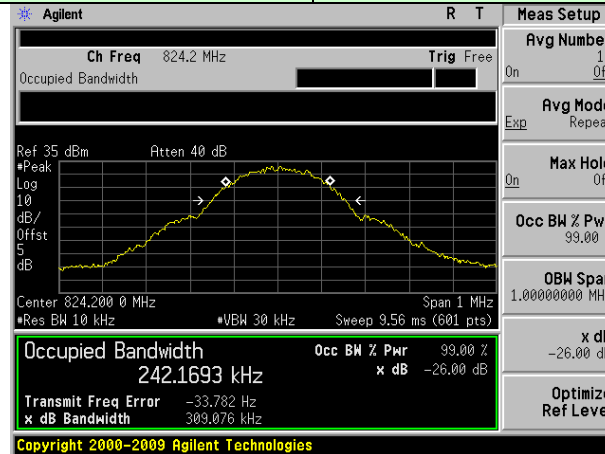 Agilent R T
Ch Freq 824.2 MHz Trig Free
Occupied Bandwidth
Ref 35 dBm Atten 40 dB
#Peak
Log
10
dB/
Offst
5
dB
Center 824.200 0 MHz Span 1 MHz
#Res BW 10 kHz #VBW 30 kHz Sweep 9.56 ms (601 pts)
Occupied Bandwidth Occ BW % Pwr 99.00 %
242.1693 kHz x dB -26.00 dB
Transmit Freq Error -33.782 Hz
x dB Bandwidth 309.076 kHz
Copyright 2000-2009 Agilent Technologies
Meas Setup
Avg Numbe
1
On Of
Avg Mod
Exp Repea
Max Hol
On Of
Occ BW % Pw
99.00
OBW Spa
1.00000000 MH
x d
-26.00 d
Optimiz
Ref Leve